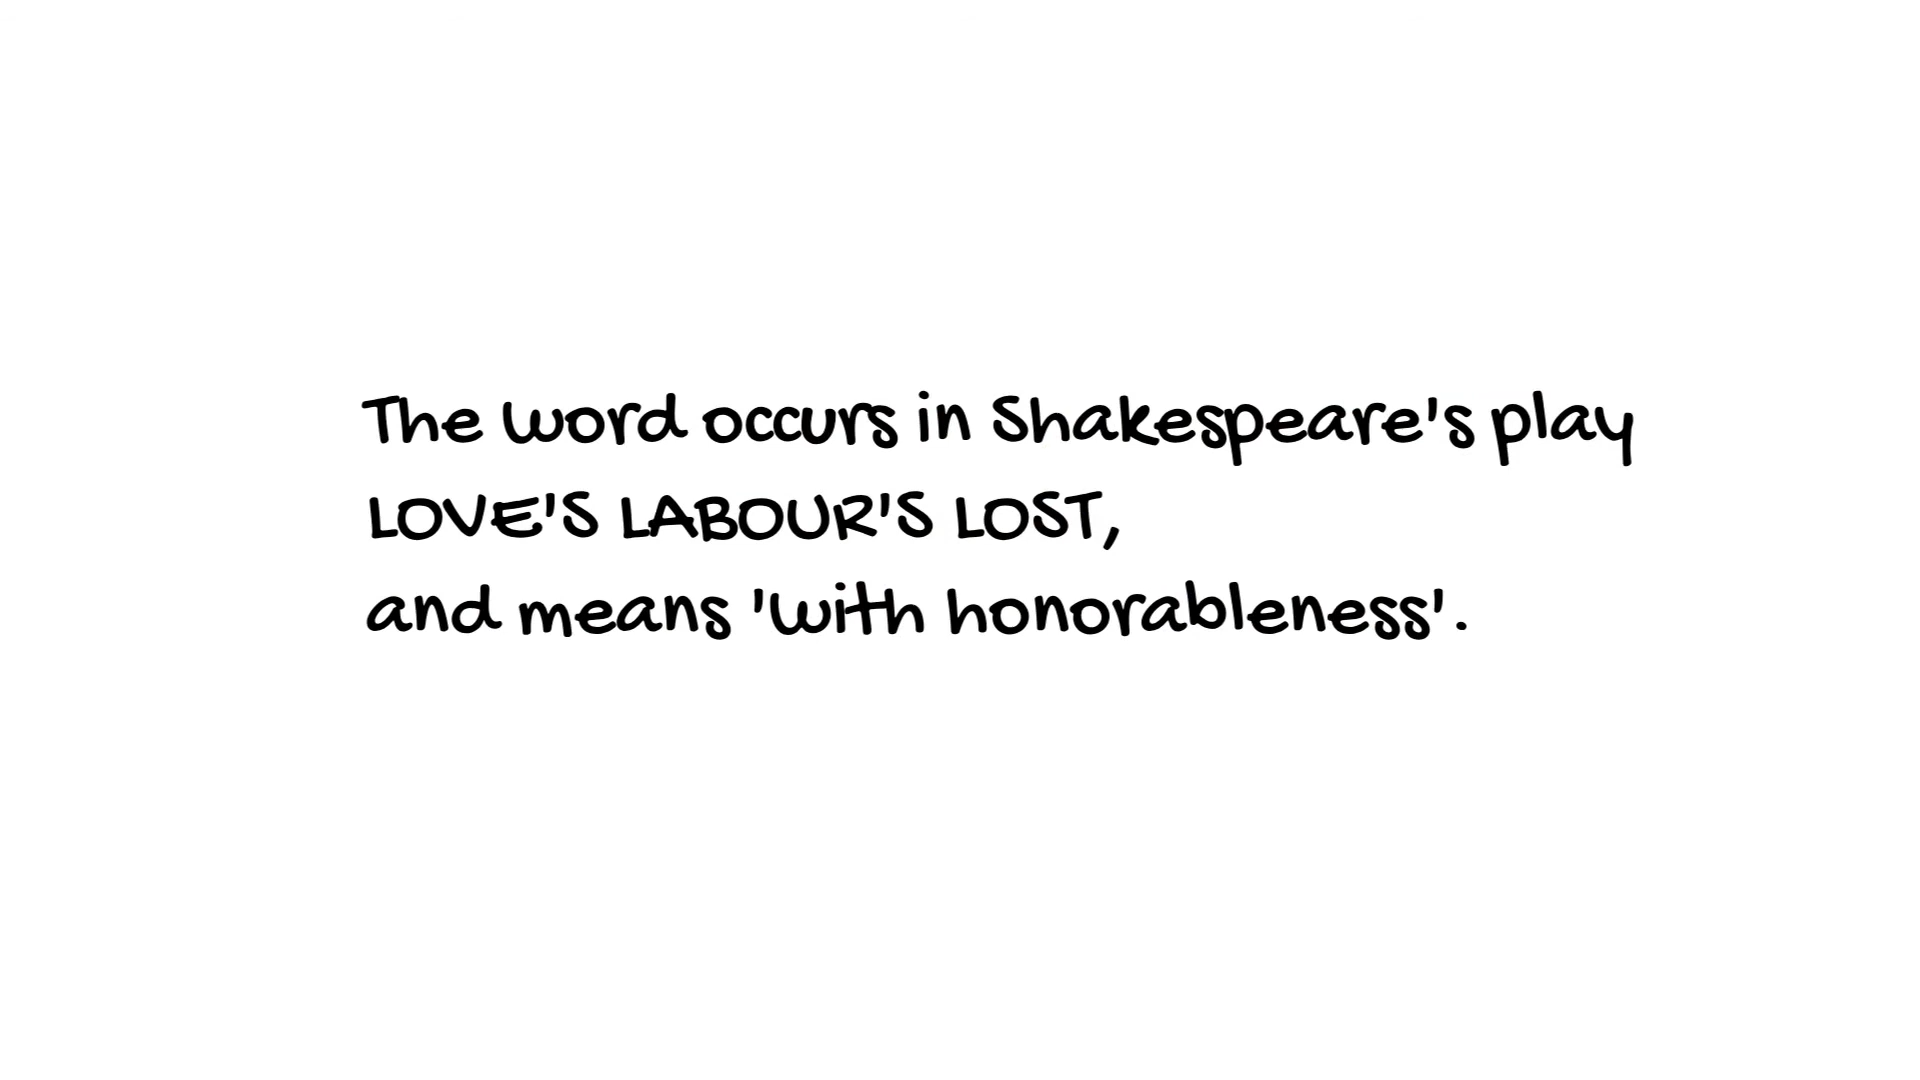 The word occurs in Shakespeare's play
LOVE'S LABOUR'S LOST,
and means 'with honorableness'.